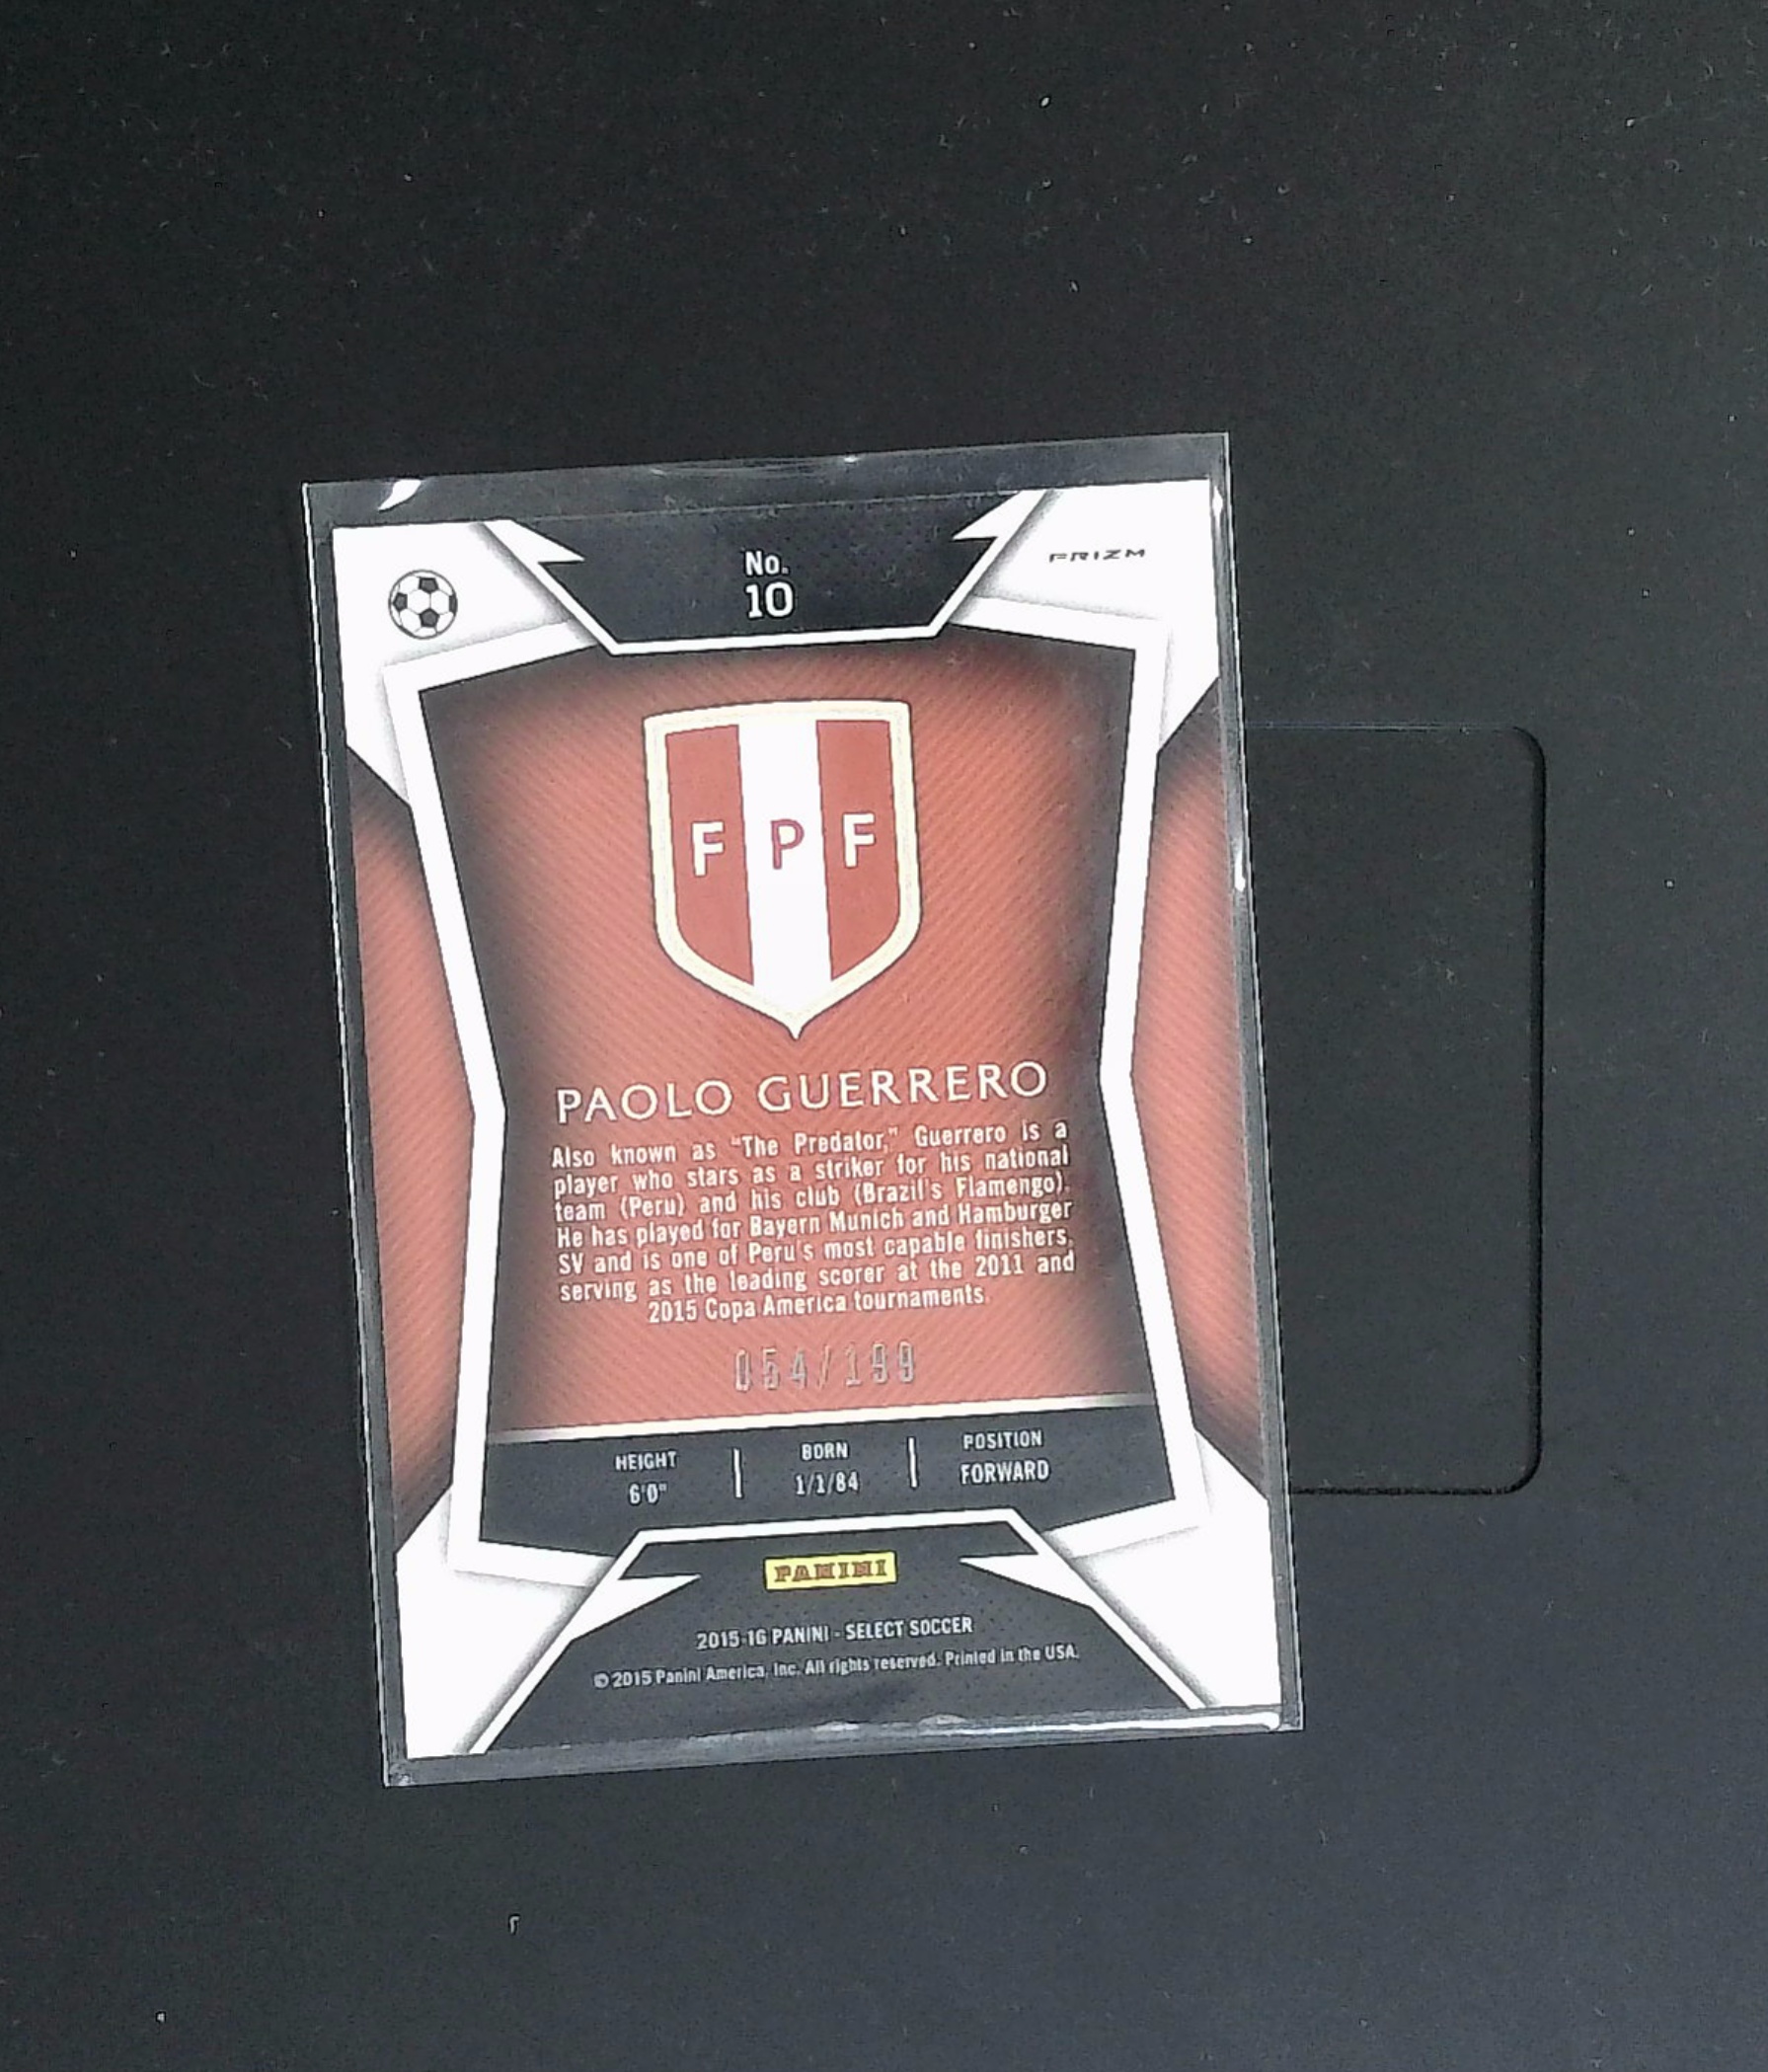 No.
10
PRIZM
F P F
PAOLO GUERRERO
Also known as "The Predator," Guerrero is a
player who stars as a striker for his national
team (Peru) and his club (Brazil's Flamengo).
He has played for Bayern Munich and Hamburger
SV and is one of Peru's most capable finishers,
serving as the leading scorer at the 2011 and
2015 Copa America tournaments.
054/199
HEIGHT BORN POSITION
6'0" 1/1/84 FORWARD
PANINI
2015-16 PANINI - SELECT SOCCER
© 2015 Panini America, Inc. All rights reserved. Printed in the USA.